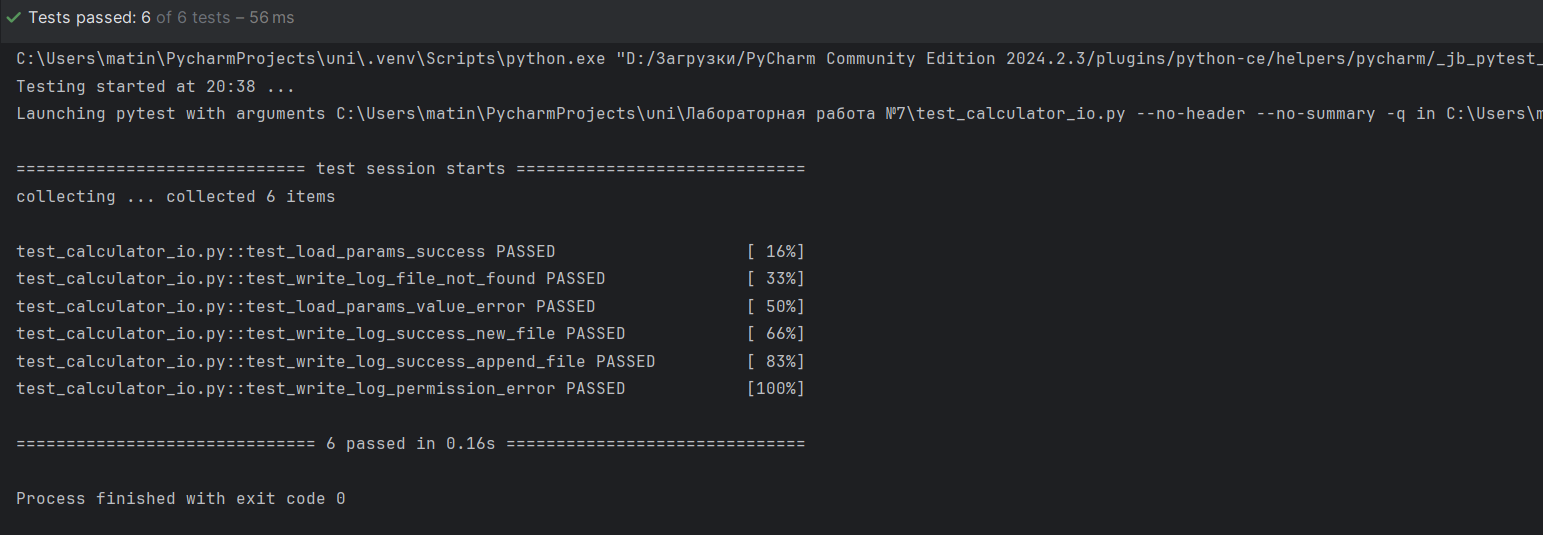 Tests passed: 6 of 6 tests – 56 ms
C:\Users\matin\PycharmProjects\uni\.venv\Scripts\python.exe "D:/Загрузки/PyCharm Community Edition 2024.2.3/plugins/python-ce/helpers/pycharm/_jb_pytest_
Testing started at 20:38 ...
Launching pytest with arguments C:\Users\matin\PycharmProjects\uni\Лабораторная работа №7\test_calculator_io.py --no-header --no-summary -q in C:\Users\m
============================= test session starts =============================
collecting ... collected 6 items
test_calculator_io.py::test_load_params_success PASSED                   [ 16%]
test_calculator_io.py::test_write_log_file_not_found PASSED              [ 33%]
test_calculator_io.py::test_load_params_value_error PASSED               [ 50%]
test_calculator_io.py::test_write_log_success_new_file PASSED            [ 66%]
test_calculator_io.py::test_write_log_success_append_file PASSED         [ 83%]
test_calculator_io.py::test_write_log_permission_error PASSED            [100%]
============================== 6 passed in 0.16s ==============================
Process finished with exit code 0